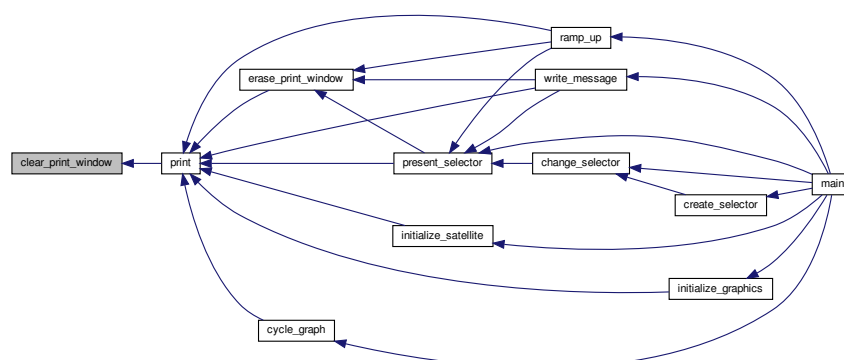 ramp_up
erase_print_window
write_message
clear_print_window
print
present_selector
change_selector
main
create_selector
initialize_satellite
initialize_graphics
cycle_graph